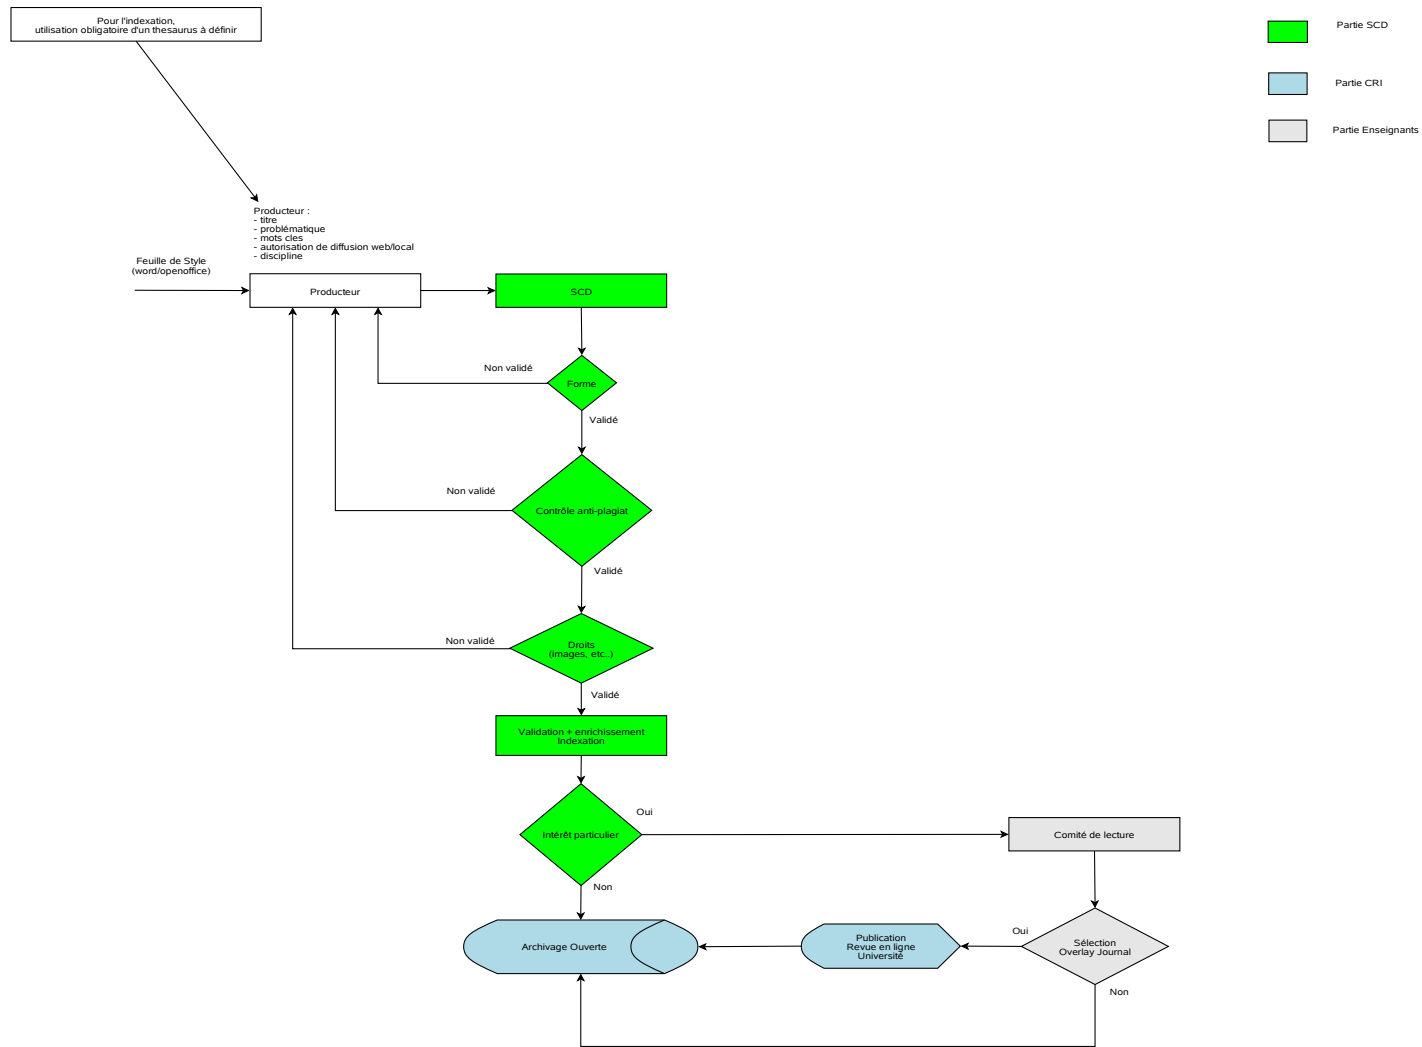 Pour l'indexation,
utilisation obligatoire d'un thesaurus à définir
Partie SCD
Partie CRI
Partie Enseignants
Producteur :
- titre
- problématique
- mots cles
- autorisation de diffusion web/local
- discipline
Feuille de Style
(word/openoffice)
Producteur
SCD
Non validé
Forme
Validé
Non validé
Contrôle anti-plagiat
Validé
Non validé
Droits
(images, etc..)
Validé
Validation + enrichissement
Indexation
Oui
Intérêt particulier
Comité de lecture
Non
Archivage Ouverte
Publication
Revue en ligne
Université
Oui
Sélection
Overlay Journal
Non